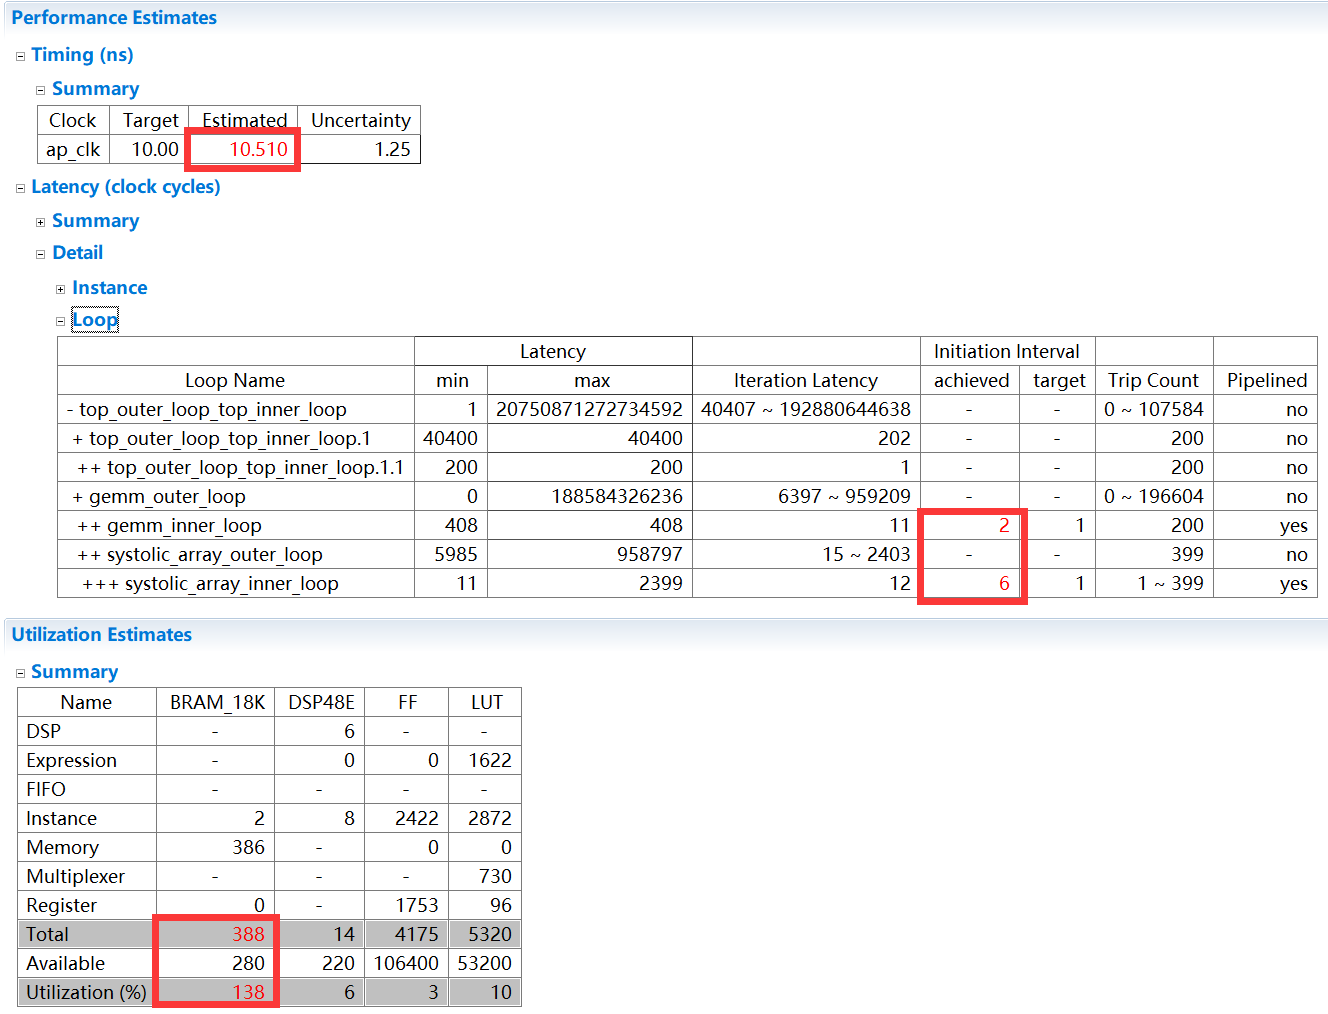 Performance Estimates
Timing (ns)
Summary
Clock Target Estimated Uncertainty
ap_clk 10.00 10.510 1.25
Latency (clock cycles)
Summary
Detail
Instance
Loop
Latency Initiation Interval
Loop Name min max Iteration Latency achieved target Trip Count Pipelined
- top_outer_loop_top_inner_loop 1 20750871272734592 40407 ~ 192880644638 - - 0 ~ 107584 no
+ top_outer_loop_top_inner_loop.1 40400 40400 202 - - 200 no
++ top_outer_loop_top_inner_loop.1.1 200 200 1 - - 200 no
+ gemm_outer_loop 0 188584326236 6397 ~ 959209 - - 0 ~ 196604 no
++ gemm_inner_loop 408 408 11 2 1 200 yes
++ systolic_array_outer_loop 5985 958797 15 ~ 2403 - - 399 no
+++ systolic_array_inner_loop 11 2399 12 6 1 1 ~ 399 yes
Utilization Estimates
Summary
Name BRAM_18K DSP48E FF LUT
DSP - 6 - -
Expression - 0 0 1622
FIFO - - - -
Instance 2 8 2422 2872
Memory 386 - 0 0
Multiplexer - - - 730
Register 0 - 1753 96
Total 388 14 4175 5320
Available 280 220 106400 53200
Utilization (%) 138 6 3 10